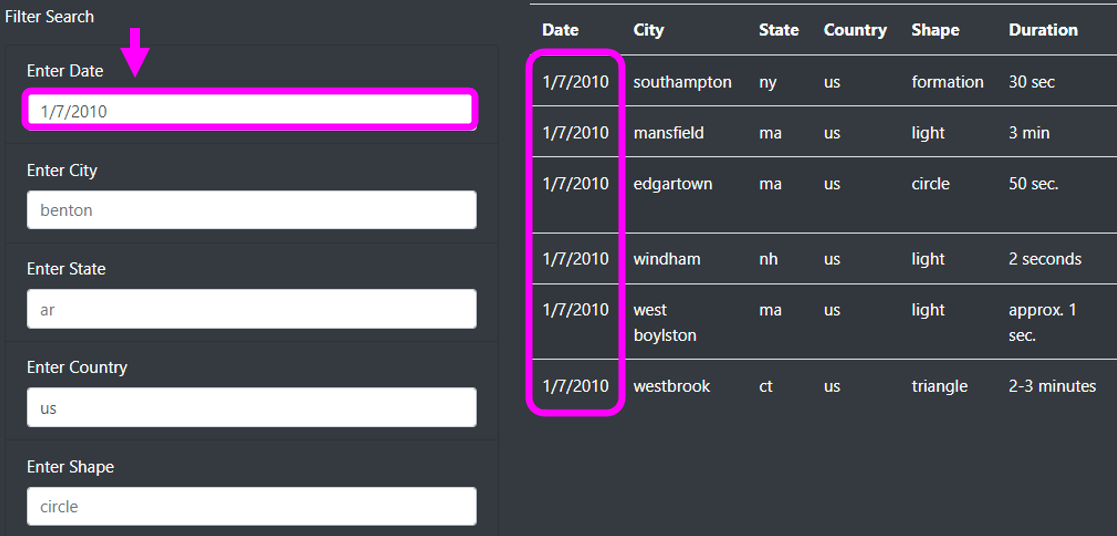 Filter Search
Enter Date
1/7/2010
Enter City
benton
Enter State
ar
Enter Country
us
Enter Shape
circle
Date City State Country Shape Duration
1/7/2010 southampton ny us formation 30 sec
1/7/2010 mansfield ma us light 3 min
1/7/2010 edgartown ma us circle 50 sec.
1/7/2010 windham nh us light 2 seconds
1/7/2010 west ma us light approx. 1
boylston sec.
1/7/2010 westbrook ct us triangle 2-3 minutes